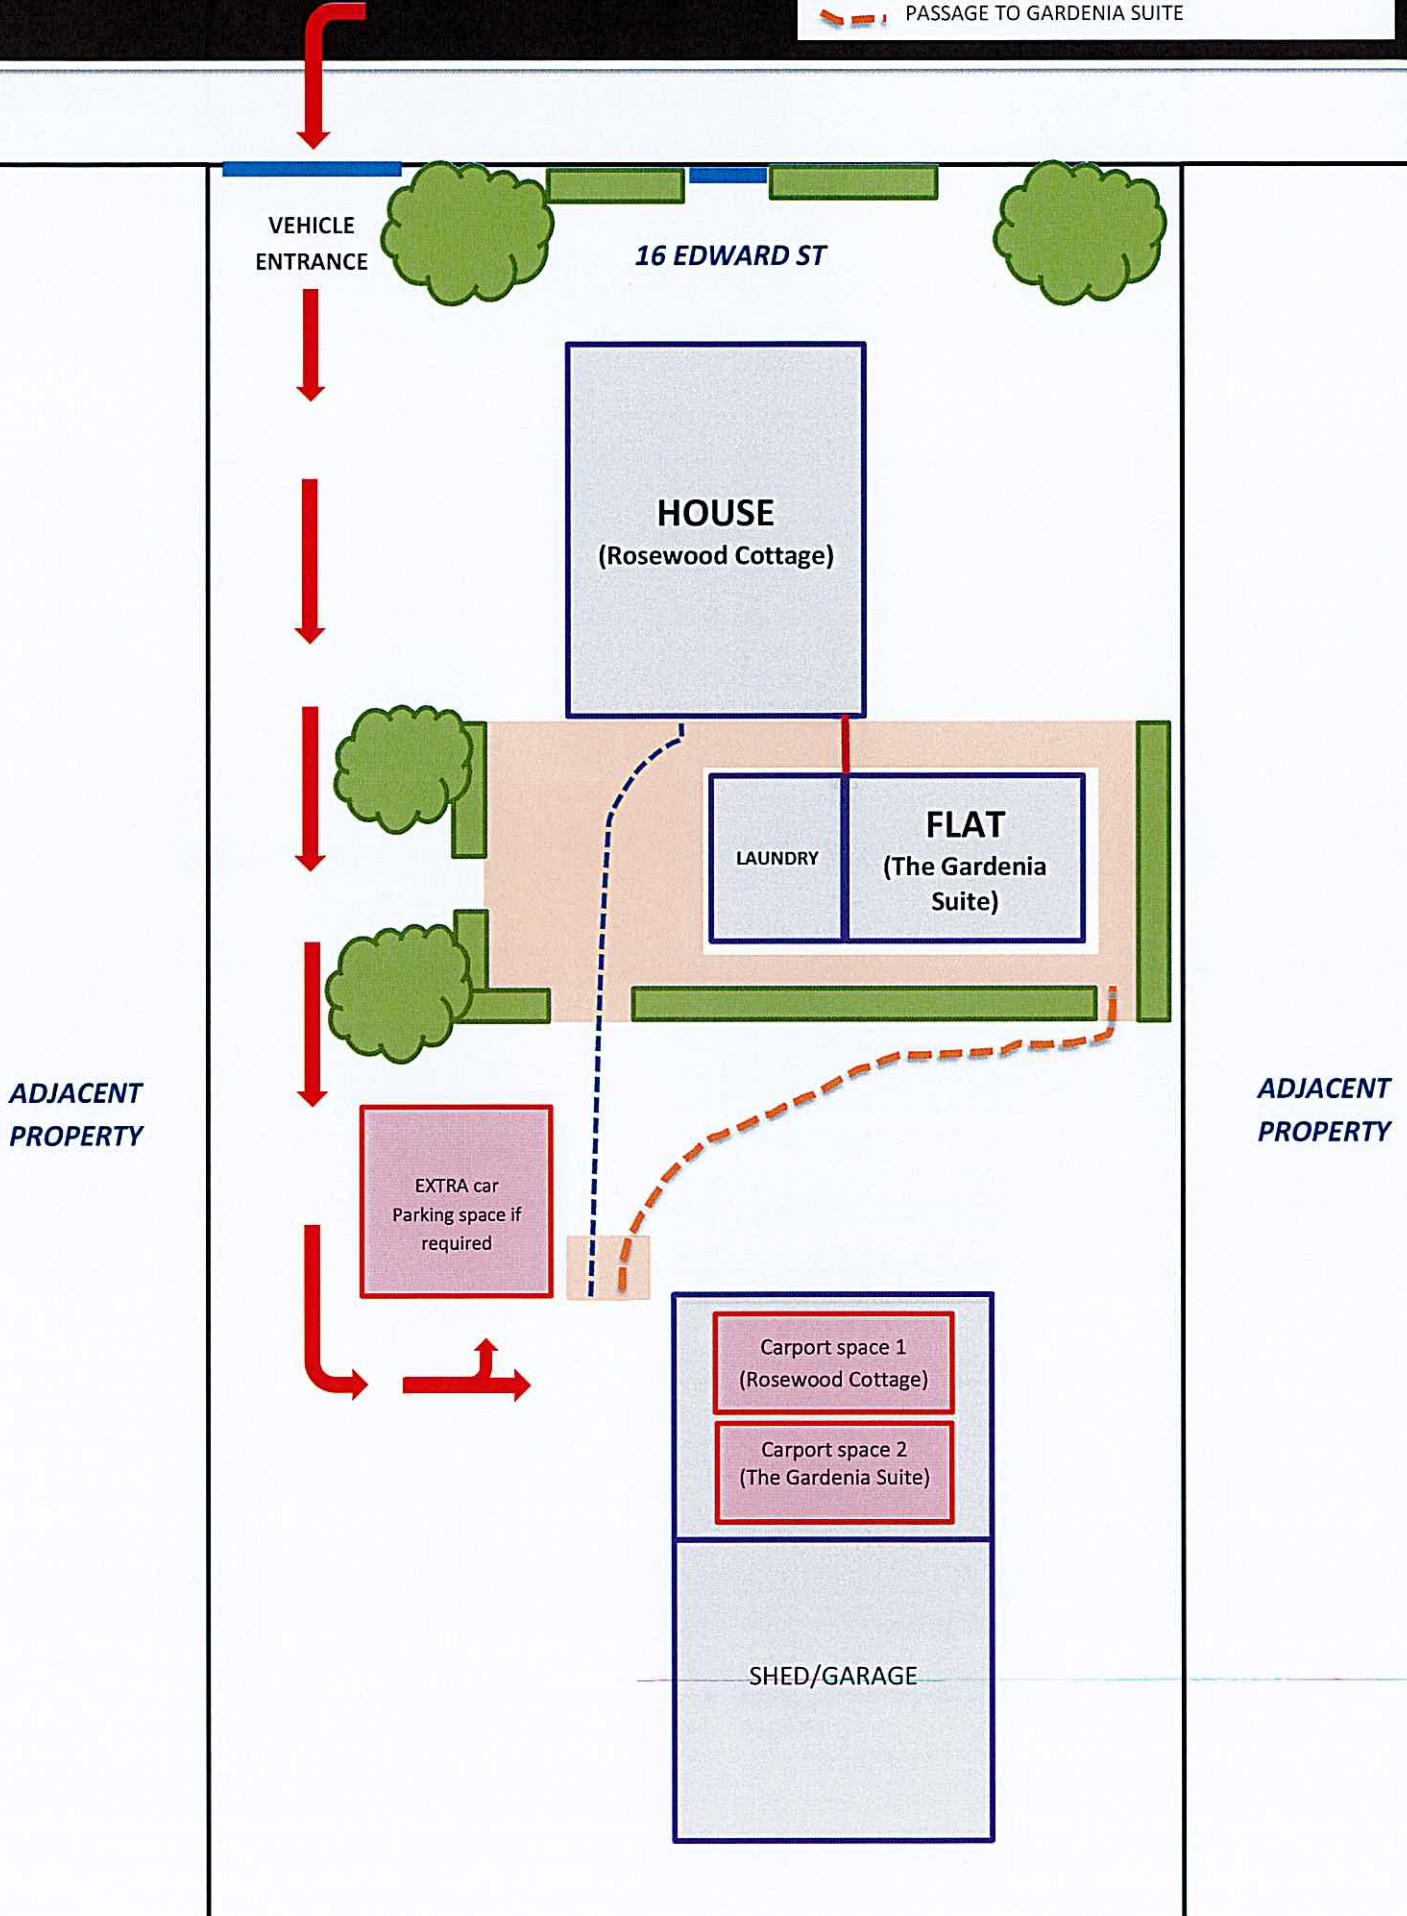 PASSAGE TO GARDENIA SUITE
VEHICLE
ENTRANCE
16 EDWARD ST
HOUSE
(Rosewood Cottage)
LAUNDRY
FLAT
(The Gardenia
Suite)
ADJACENT
PROPERTY
ADJACENT
PROPERTY
EXTRA car
Parking space if
required
Carport space 1
(Rosewood Cottage)
Carport space 2
(The Gardenia Suite)
SHED/GARAGE